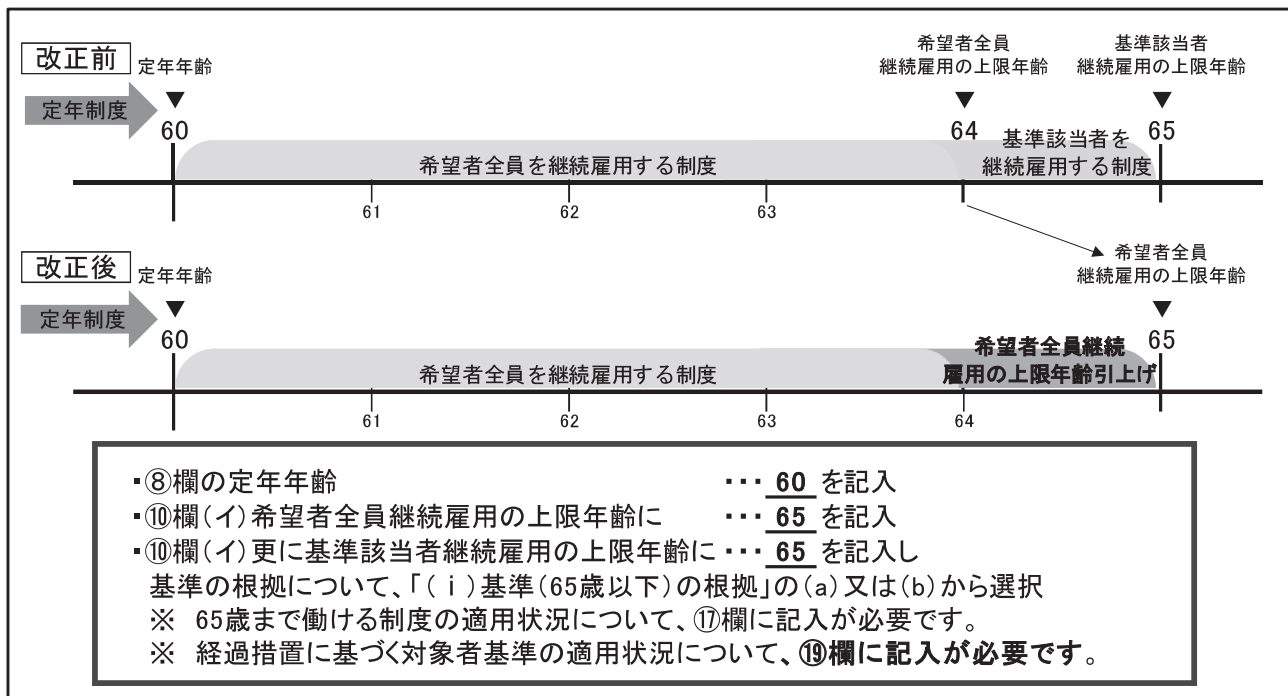 改正前
定年年齢
希望者全員
継続雇用の上限年齢
基準該当者
継続雇用の上限年齢
定年制度
60
64
65
希望者全員を継続雇用する制度
基準該当者を
継続雇用する制度
61
62
63
改正後
定年年齢
希望者全員
継続雇用の上限年齢
定年制度
60
65
希望者全員を継続雇用する制度
希望者全員継続
雇用の上限年齢引上げ
61
62
63
64
・⑧欄の定年年齢 ・・・ 60 を記入
・⑩欄(イ)希望者全員継続雇用の上限年齢に ・・・ 65 を記入
・⑩欄(イ)更に基準該当者継続雇用の上限年齢に ・・・ 65 を記入し
基準の根拠について、「(ⅰ)基準(65歳以下)の根拠」の(a)又は(b)から選択
※ 65歳まで働ける制度の適用状況について、⑰欄に記入が必要です。
※ 経過措置に基づく対象者基準の適用状況について、⑲欄に記入が必要です。